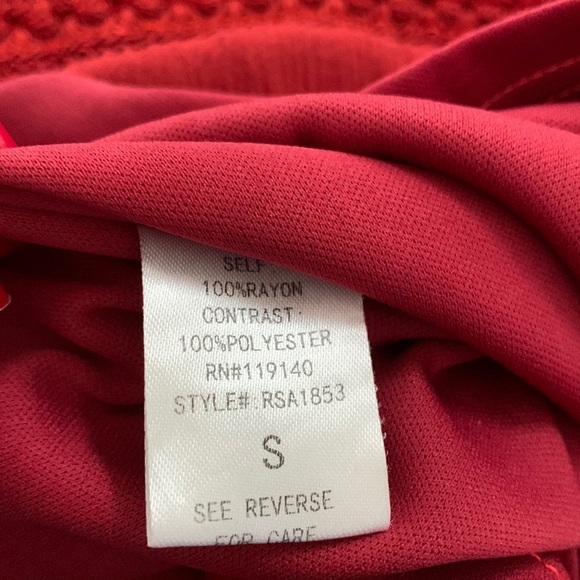 SELF:
100%RAYON
CONTRAST:
100%POLYESTER
RN#119140
STYLE#:RSA1853
S
SEE REVERSE
FOR CARE